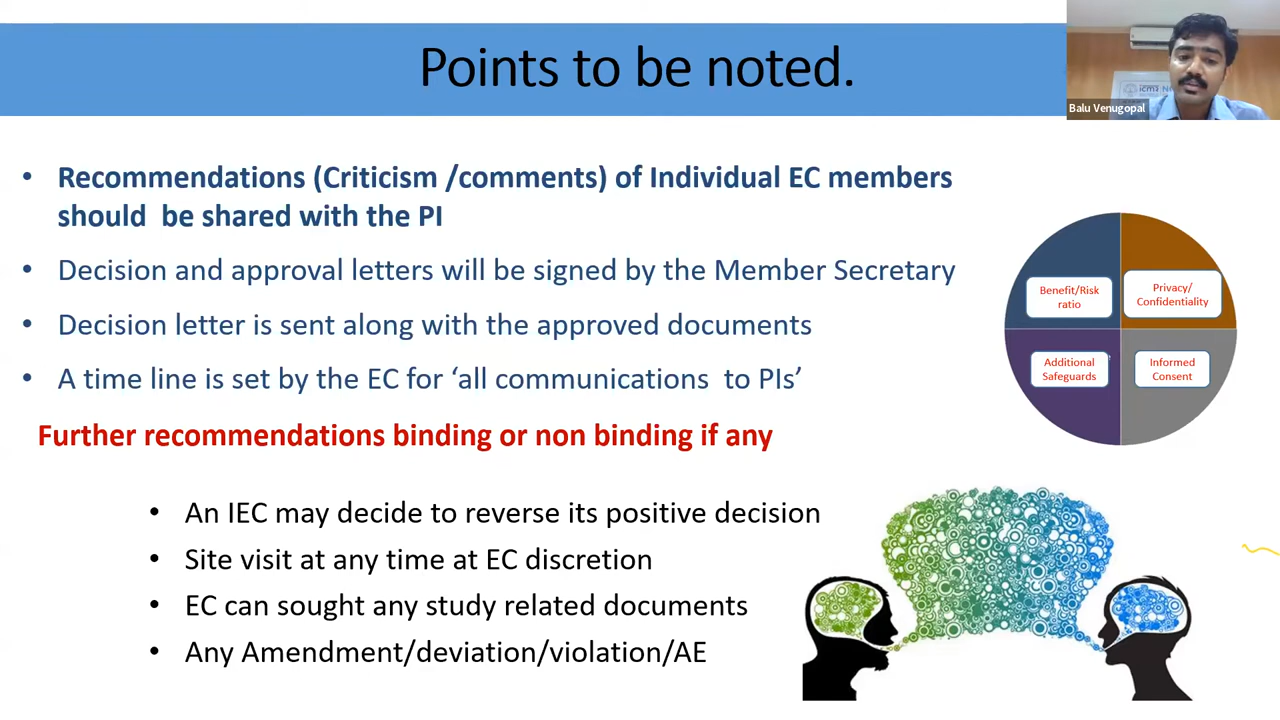 Points to be noted.
Balu Venugopal
• Recommendations (Criticism /comments) of Individual EC members
should be shared with the PI
• Decision and approval letters will be signed by the Member Secretary
• Decision letter is sent along with the approved documents
• A time line is set by the EC for ‘all communications to PIs’
Further recommendations binding or non binding if any
• An IEC may decide to reverse its positive decision
• Site visit at any time at EC discretion
• EC can sought any study related documents
• Any Amendment/deviation/violation/AE
Benefit/Risk
ratio
Privacy/
Confidentiality
Additional
Safeguards
Informed
Consent